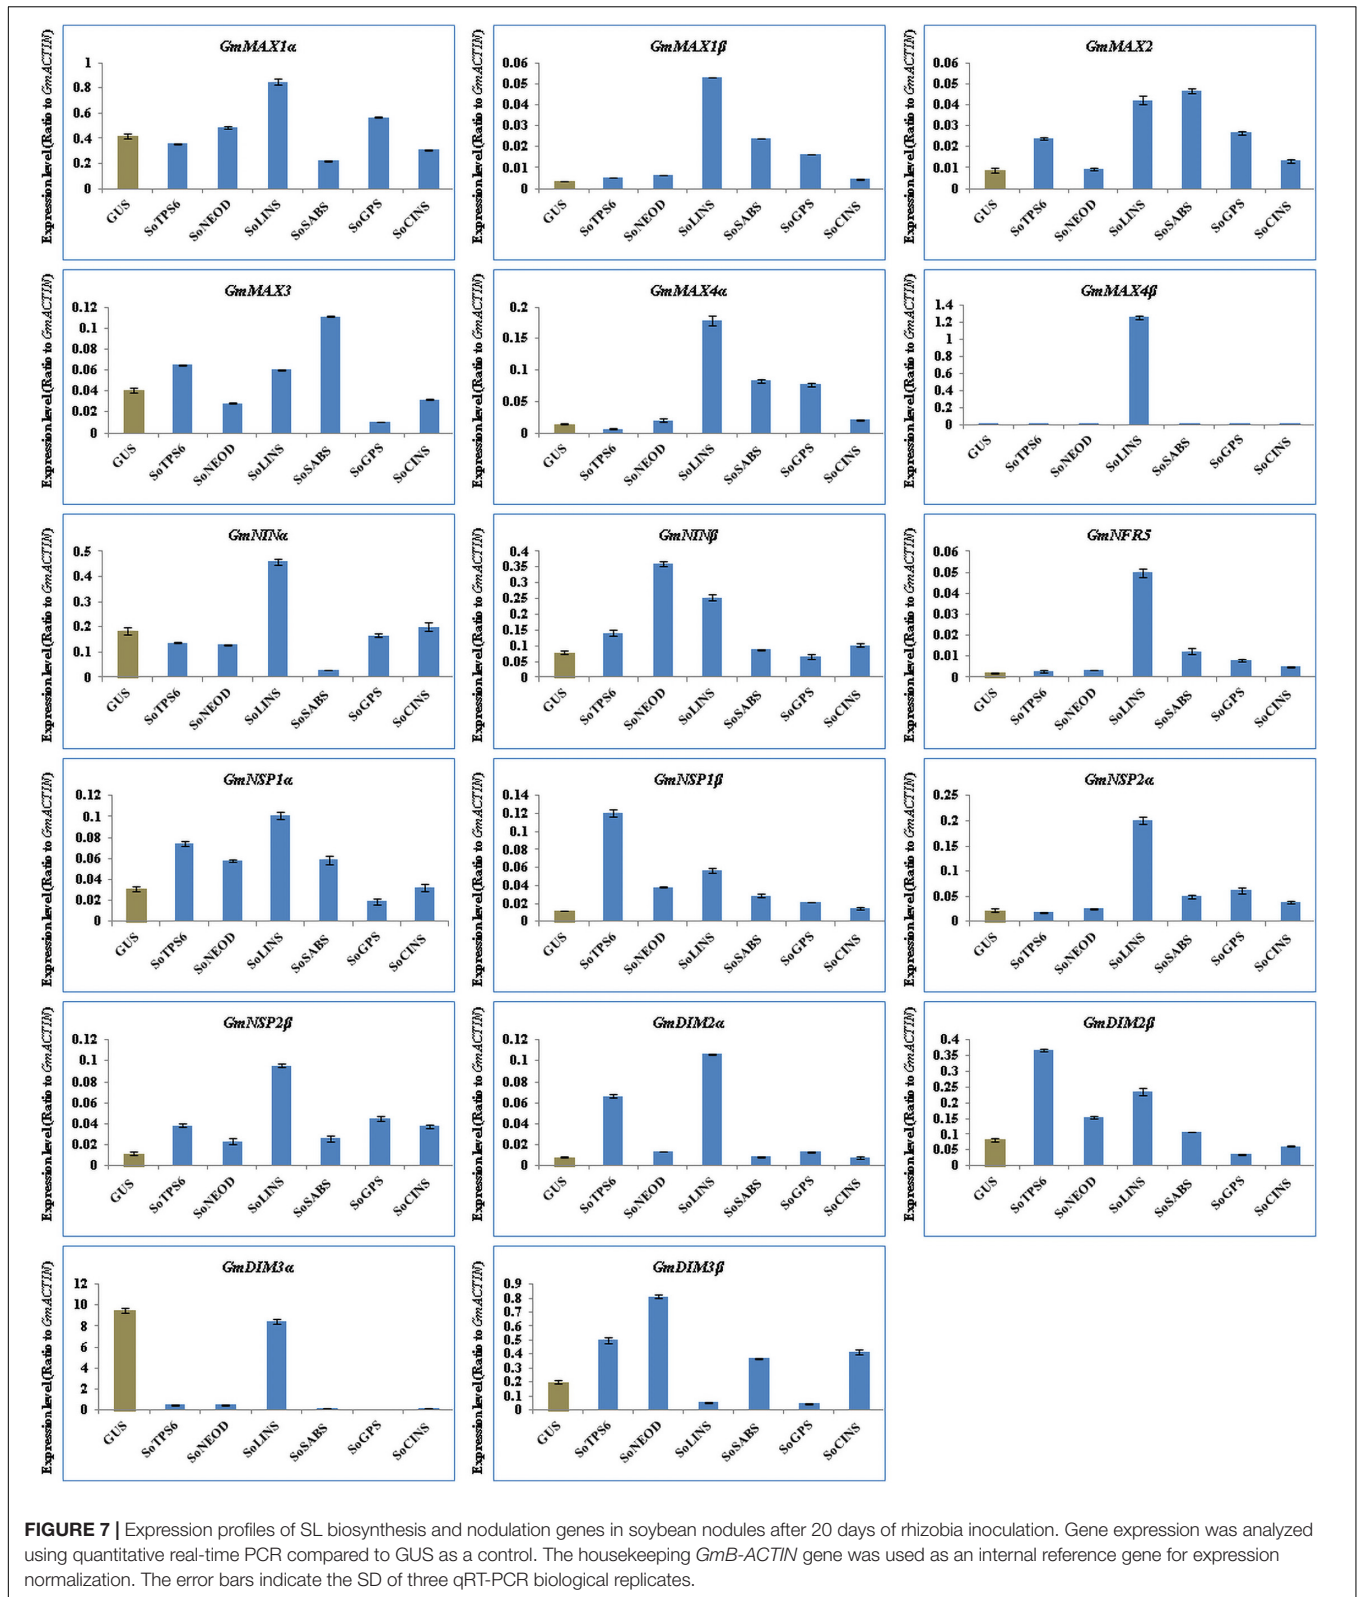 GmMAX1α
Expression level (Ratio to GmACTIN)
1
0.8
0.6
0.4
0.2
0
GUS
SoTPS6
SoNEOD
SoLINS
SoSABS
SoGPS
SoCINS
GmMAX1β
Expression level (Ratio to GmACTIN)
0.06
0.05
0.04
0.03
0.02
0.01
0
GUS
SoTPS6
SoNEOD
SoLINS
SoSABS
SoGPS
SoCINS
GmMAX2
Expression level (Ratio to GmACTIN)
0.06
0.05
0.04
0.03
0.02
0.01
0
GUS
SoTPS6
SoNEOD
SoLINS
SoSABS
SoGPS
SoCINS
GmMAX3
Expression level (Ratio to GmACTIN)
0.12
0.1
0.08
0.06
0.04
0.02
0
GUS
SoTPS6
SoNEOD
SoLINS
SoSABS
SoGPS
SoCINS
GmMAX4α
Expression level (Ratio to GmACTIN)
0.2
0.15
0.1
0.05
0
GUS
SoTPS6
SoNEOD
SoLINS
SoSABS
SoGPS
SoCINS
GmMAX4β
Expression level (Ratio to GmACTIN)
1.4
1.2
1
0.8
0.6
0.4
0.2
0
GUS
SoTPS6
SoNEOD
SoLINS
SoSABS
SoGPS
SoCINS
GmNINα
Expression level (Ratio to GmACTIN)
0.5
0.4
0.3
0.2
0.1
0
GUS
SoTPS6
SoNEOD
SoLINS
SoSABS
SoGPS
SoCINS
GmNINβ
Expression level (Ratio to GmACTIN)
0.4
0.35
0.3
0.25
0.2
0.15
0.1
0.05
0
GUS
SoTPS6
SoNEOD
SoLINS
SoSABS
SoGPS
SoCINS
GmNFR5
Expression level (Ratio to GmACTIN)
0.06
0.05
0.04
0.03
0.02
0.01
0
GUS
SoTPS6
SoNEOD
SoLINS
SoSABS
SoGPS
SoCINS
GmNSP1α
Expression level (Ratio to GmACTIN)
0.12
0.1
0.08
0.06
0.04
0.02
0
GUS
SoTPS6
SoNEOD
SoLINS
SoSABS
SoGPS
SoCINS
GmNSP1β
Expression level (Ratio to GmACTIN)
0.14
0.12
0.1
0.08
0.06
0.04
0.02
0
GUS
SoTPS6
SoNEOD
SoLINS
SoSABS
SoGPS
SoCINS
GmNSP2α
Expression level (Ratio to GmACTIN)
0.25
0.2
0.15
0.1
0.05
0
GUS
SoTPS6
SoNEOD
SoLINS
SoSABS
SoGPS
SoCINS
GmNSP2β
Expression level (Ratio to GmACTIN)
0.12
0.1
0.08
0.06
0.04
0.02
0
GUS
SoTPS6
SoNEOD
SoLINS
SoSABS
SoGPS
SoCINS
GmDIM2α
Expression level (Ratio to GmACTIN)
0.12
0.1
0.08
0.06
0.04
0.02
0
GUS
SoTPS6
SoNEOD
SoLINS
SoSABS
SoGPS
SoCINS
GmDIM2β
Expression level (Ratio to GmACTIN)
0.4
0.35
0.3
0.25
0.2
0.15
0.1
0.05
0
GUS
SoTPS6
SoNEOD
SoLINS
SoSABS
SoGPS
SoCINS
GmDIM3α
Expression level (Ratio to GmACTIN)
12
10
8
6
4
2
0
GUS
SoTPS6
SoNEOD
SoLINS
SoSABS
SoGPS
SoCINS
GmDIM3β
Expression level (Ratio to GmACTIN)
0.9
0.8
0.7
0.6
0.5
0.4
0.3
0.2
0.1
0
GUS
SoTPS6
SoNEOD
SoLINS
SoSABS
SoGPS
SoCINS
FIGURE 7 | Expression profiles of SL biosynthesis and nodulation genes in soybean nodules after 20 days of rhizobia inoculation. Gene expression was analyzed
using quantitative real-time PCR compared to GUS as a control. The housekeeping GmB-ACTIN gene was used as an internal reference gene for expression
normalization. The error bars indicate the SD of three qRT-PCR biological replicates.